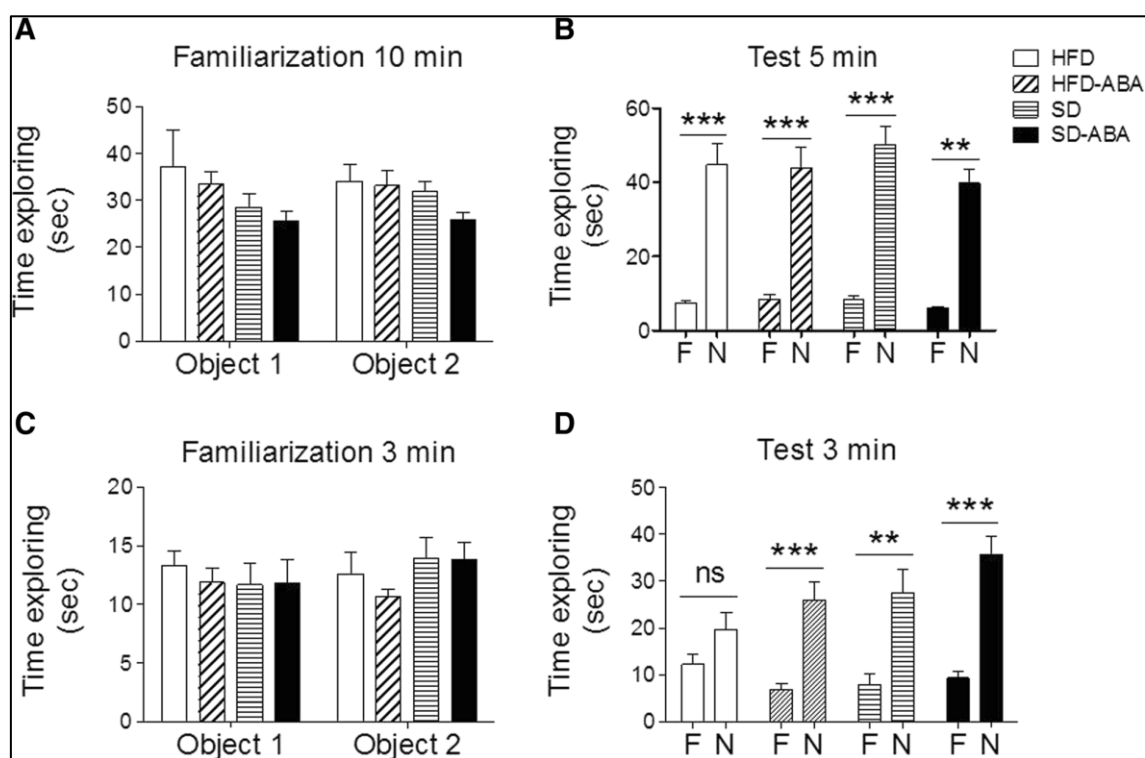 A
Familiarization 10 min
Time exploring
(sec)
50
40
30
20
10
0
Object 1 Object 2
B
Test 5 min
Time exploring
(sec)
60
40
20
0
*** *** *** **
F N F N F N F N
HFD
HFD-ABA
SD
SD-ABA
C
Familiarization 3 min
Time exploring
(sec)
20
15
10
5
0
Object 1 Object 2
D
Test 3 min
Time exploring
(sec)
50
40
30
20
10
0
ns *** ** ***
F N F N F N F N